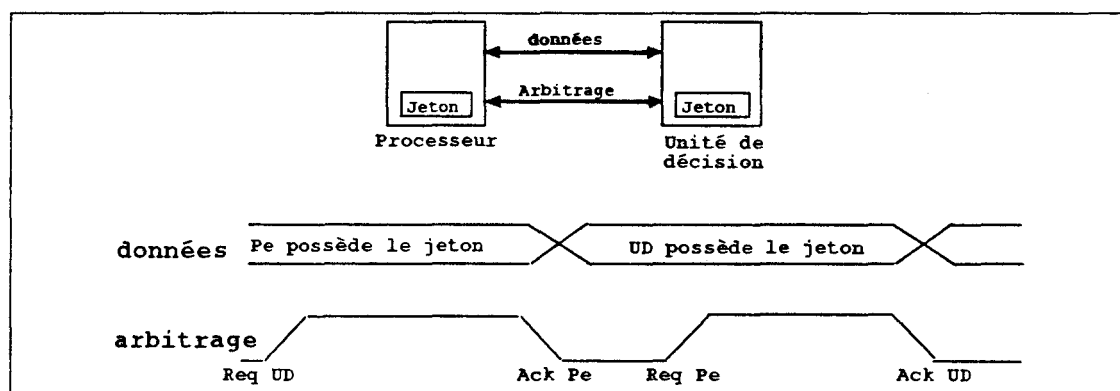 données
Arbitrage
Jeton
Jeton
Processeur
Unité de
décision
données
Pe possède le jeton
UD possède le jeton
arbitrage
Req UD
Ack Pe
Req Pe
Ack UD